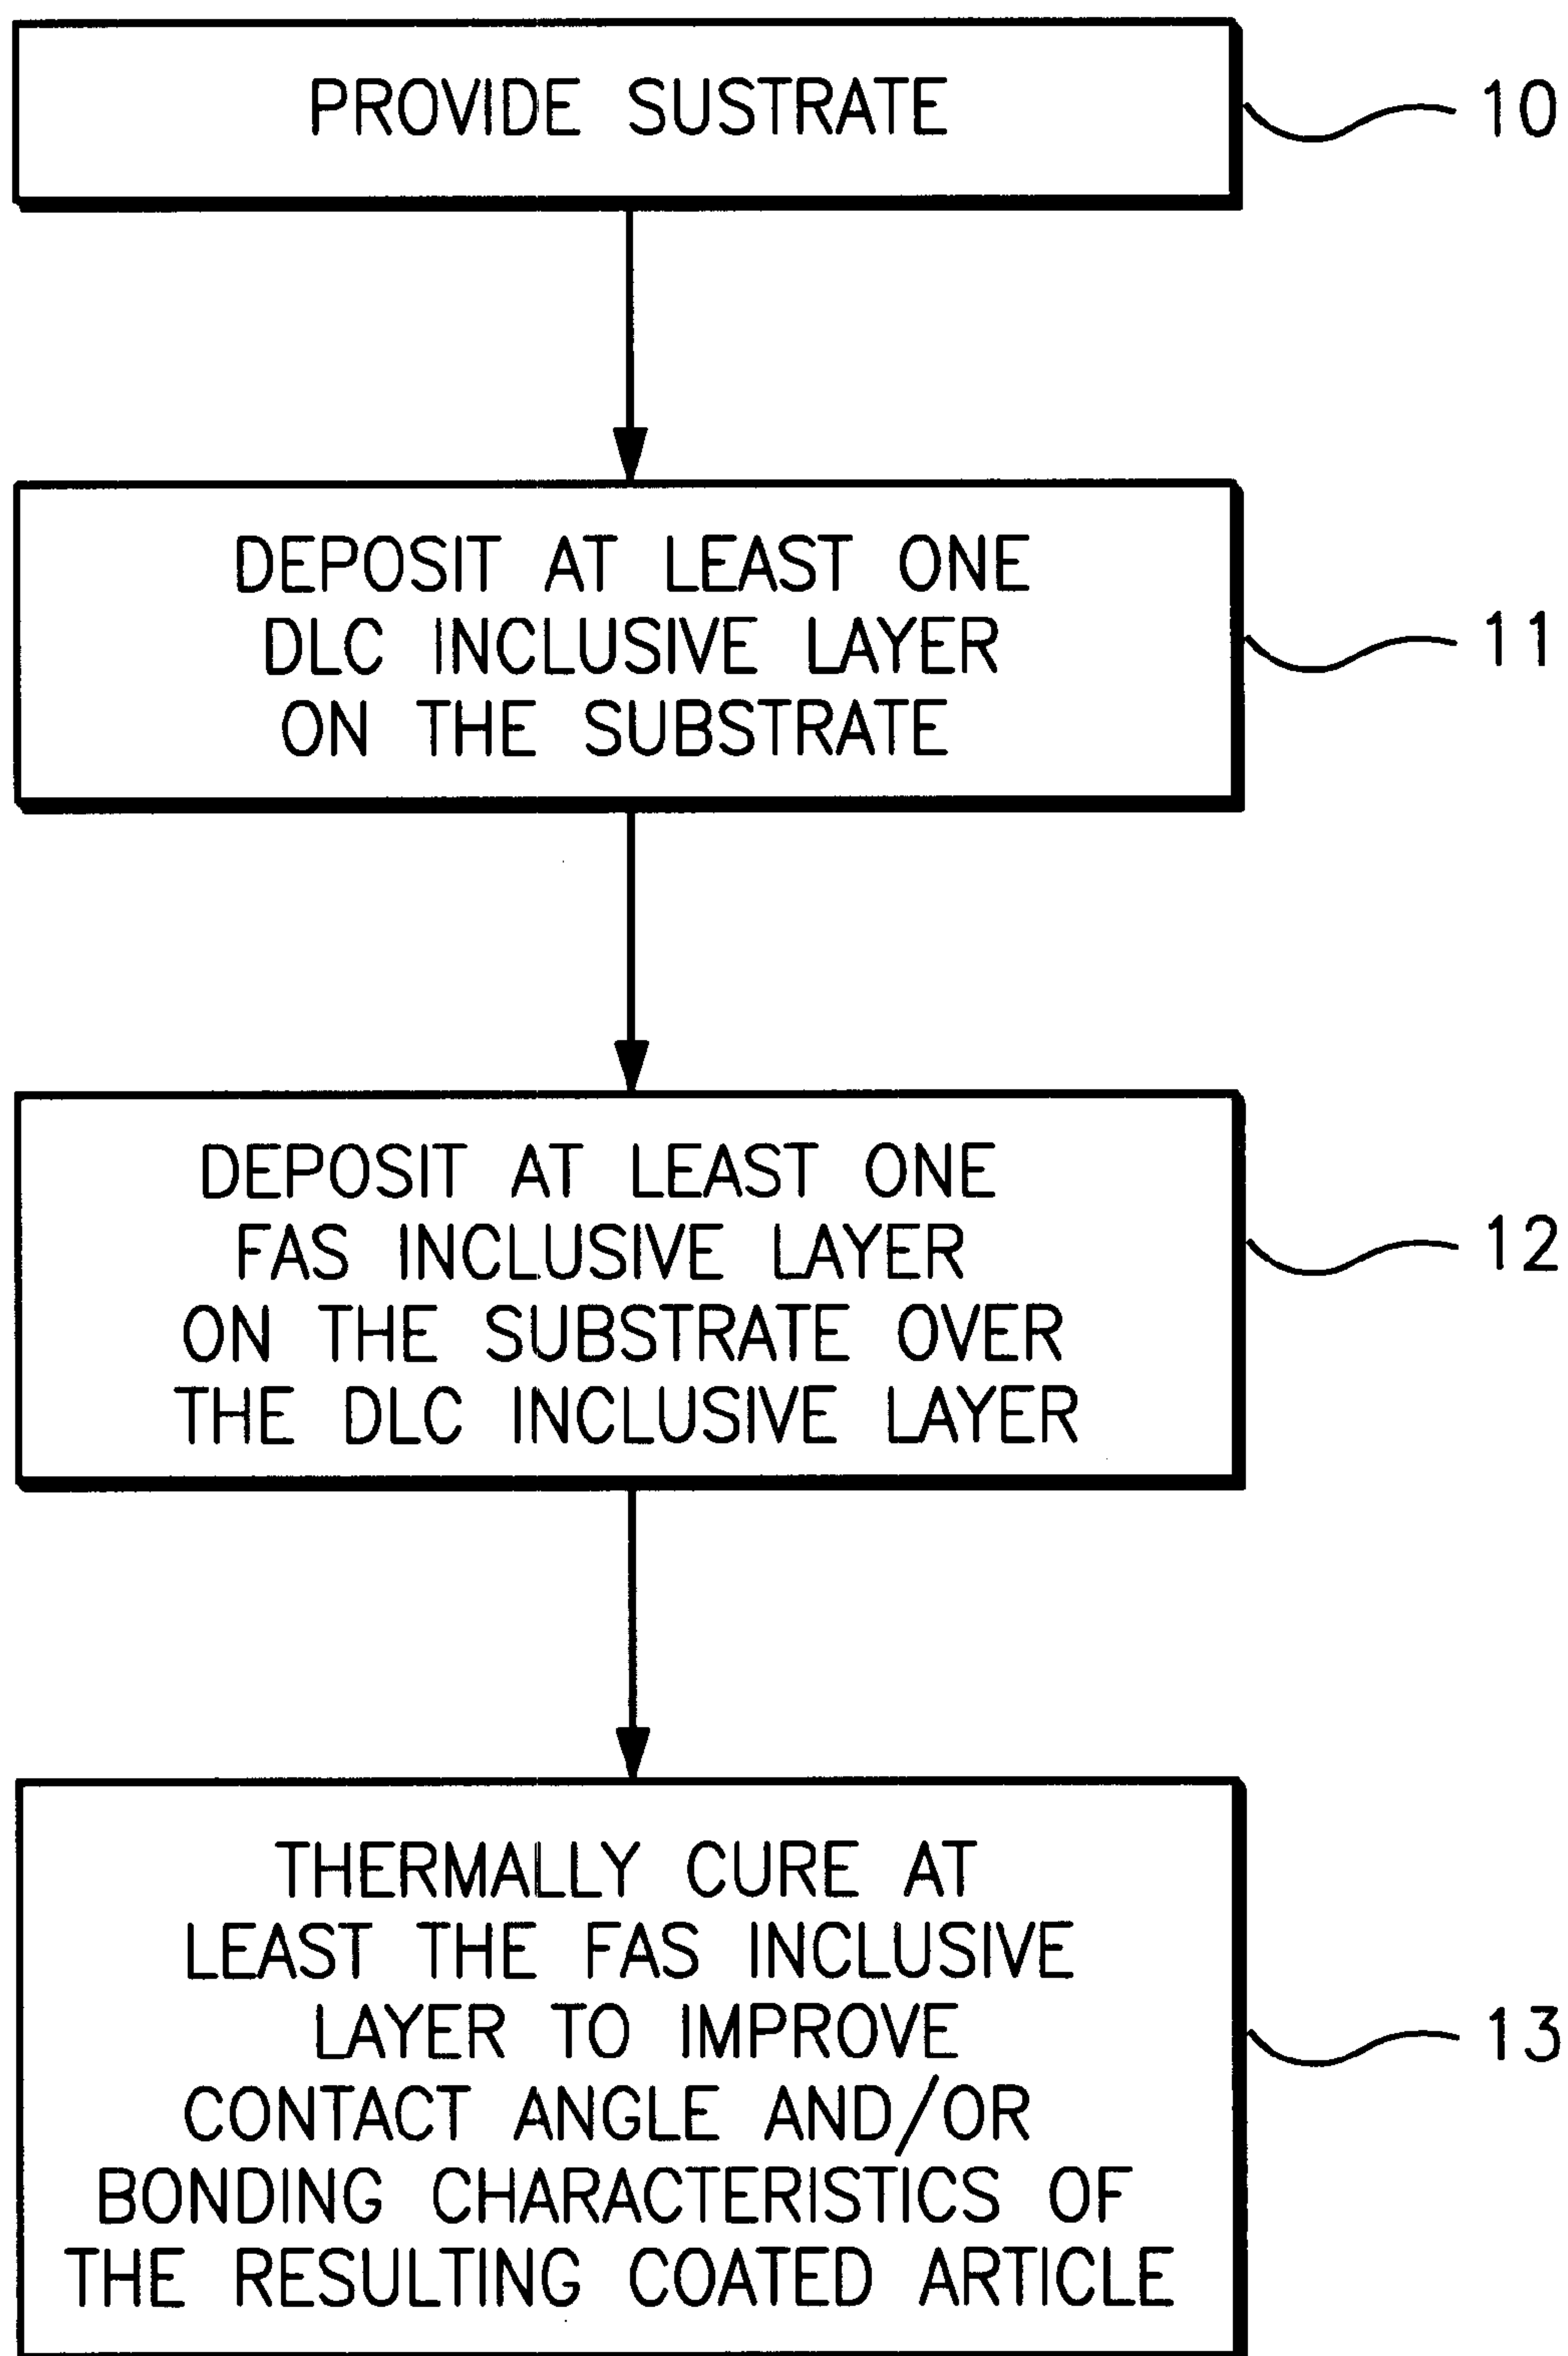 PROVIDE SUSTRATE
10
DEPOSIT AT LEAST ONE
DLC INCLUSIVE LAYER
ON THE SUBSTRATE
11
DEPOSIT AT LEAST ONE
FAS INCLUSIVE LAYER
ON THE SUBSTRATE OVER
THE DLC INCLUSIVE LAYER
12
THERMALLY CURE AT
LEAST THE FAS INCLUSIVE
LAYER TO IMPROVE
CONTACT ANGLE AND/OR
BONDING CHARACTERISTICS OF
THE RESULTING COATED ARTICLE
13